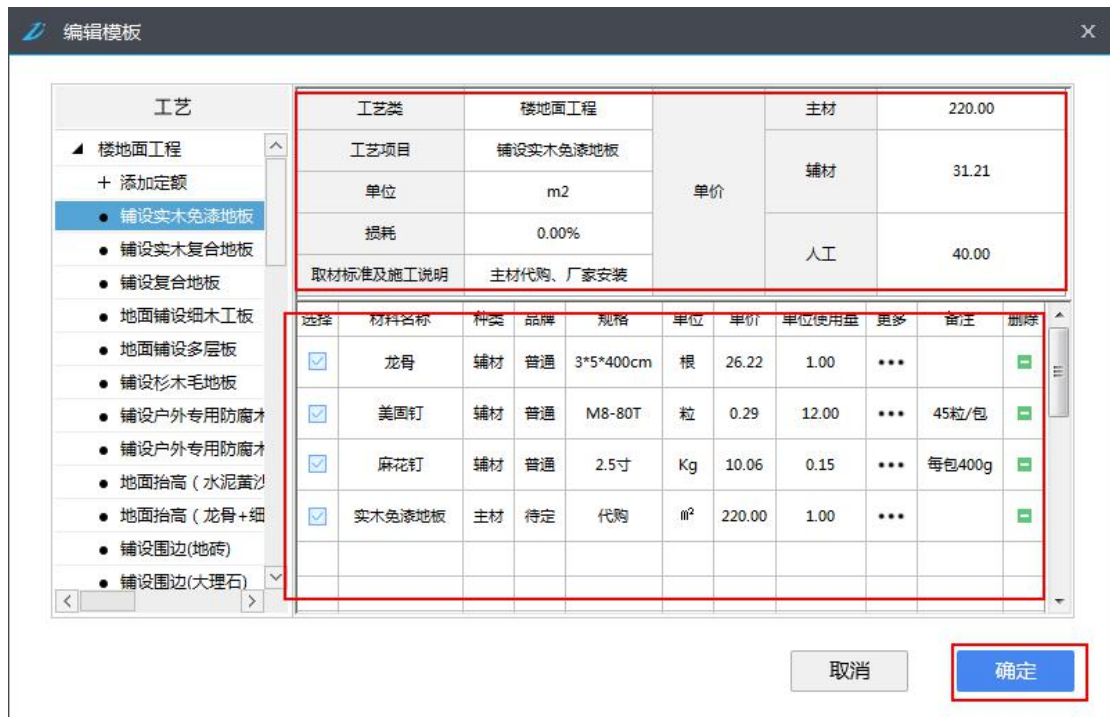 编辑模板
工艺
楼地面工程
+ 添加定额
● 铺设实木免漆地板
● 铺设实木复合地板
● 铺设复合地板
● 地面铺设细木工板
● 地面铺设多层板
● 铺设杉木毛地板
● 铺设户外专用防腐木
● 铺设户外专用防腐木
● 地面抬高（水泥黄沙
● 地面抬高（龙骨+细
● 铺设围边(地砖)
● 铺设围边(大理石)
工艺类 楼地面工程 单价 主材 220.00
工艺项目 铺设实木免漆地板 辅材 31.21
单位 m2
损耗 0.00% 人工 40.00
取材标准及施工说明 主材代购、厂家安装
选择 材料名称 种类 品牌 规格 单位 单价 单位使用量 更多 备注 删除
龙骨 辅材 普通 3*5*400cm 根 26.22 1.00 •••
美固钉 辅材 普通 M8-80T 粒 0.29 12.00 ••• 45粒/包
麻花钉 辅材 普通 2.5寸 Kg 10.06 0.15 ••• 每包400g
实木免漆地板 主材 待定 代购 m² 220.00 1.00 •••
取消 确定